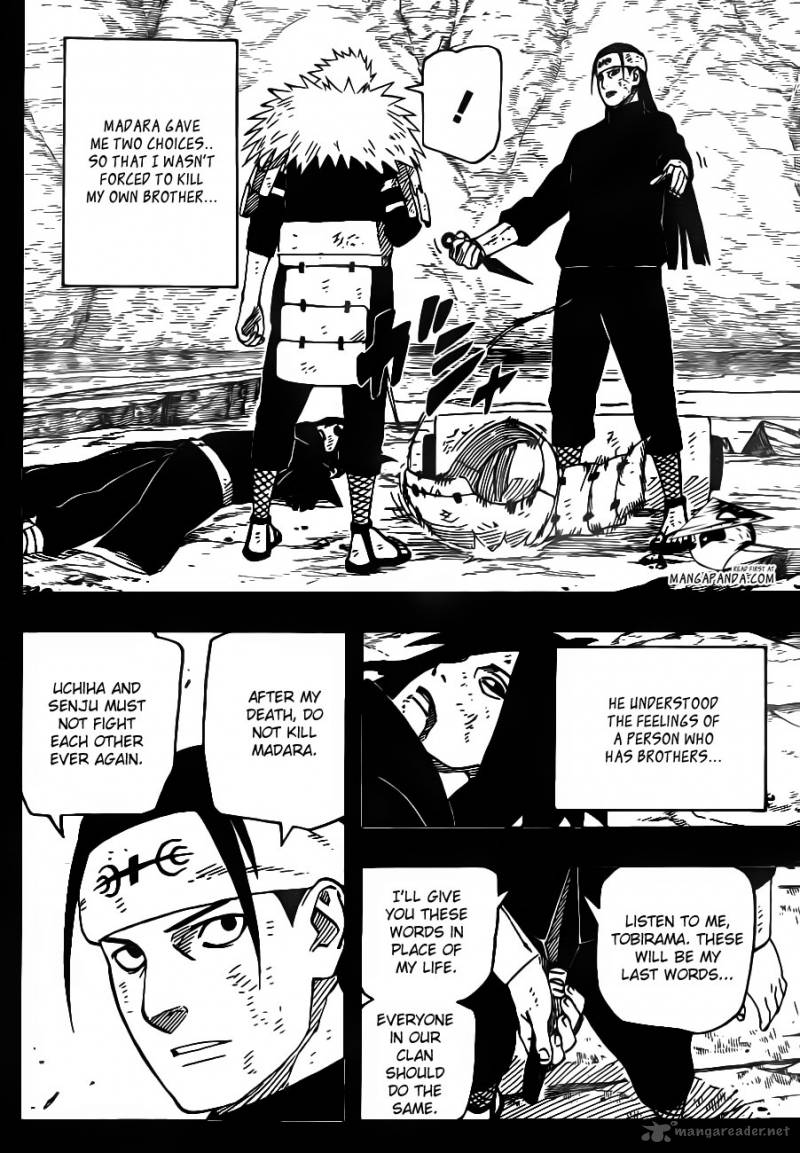 MADARA GAVE
ME TWO CHOICES..
SO THAT I WASN'T
FORCED TO KILL
MY OWN BROTHER...
!
READ FIRST AT
MANGAPANDA.COM
HE UNDERSTOOD
THE FEELINGS OF
A PERSON WHO
HAS BROTHERS...
LISTEN TO ME,
TOBIRAMA. THESE
WILL BE MY
LAST WORDS...
I'LL GIVE
YOU THESE
WORDS IN
PLACE OF
MY LIFE.
EVERYONE
IN OUR
CLAN
SHOULD
DO THE
SAME.
AFTER MY
DEATH, DO
NOT KILL
MADARA.
UCHIHA AND
SENJU MUST
NOT FIGHT
EACH OTHER
EVER AGAIN.
mangareader.net